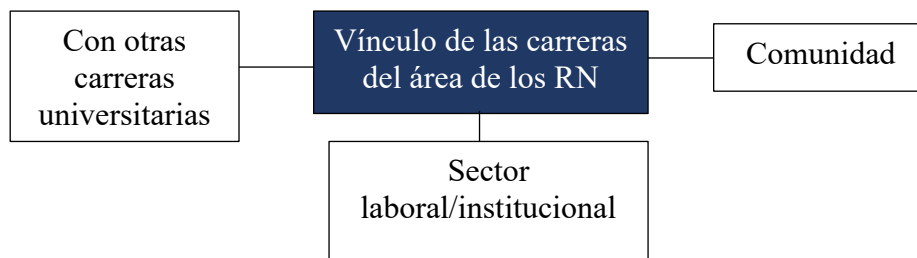 Con otras
carreras
universitarias
Vínculo de las carreras
del área de los RN
Comunidad
Sector
laboral/institucional